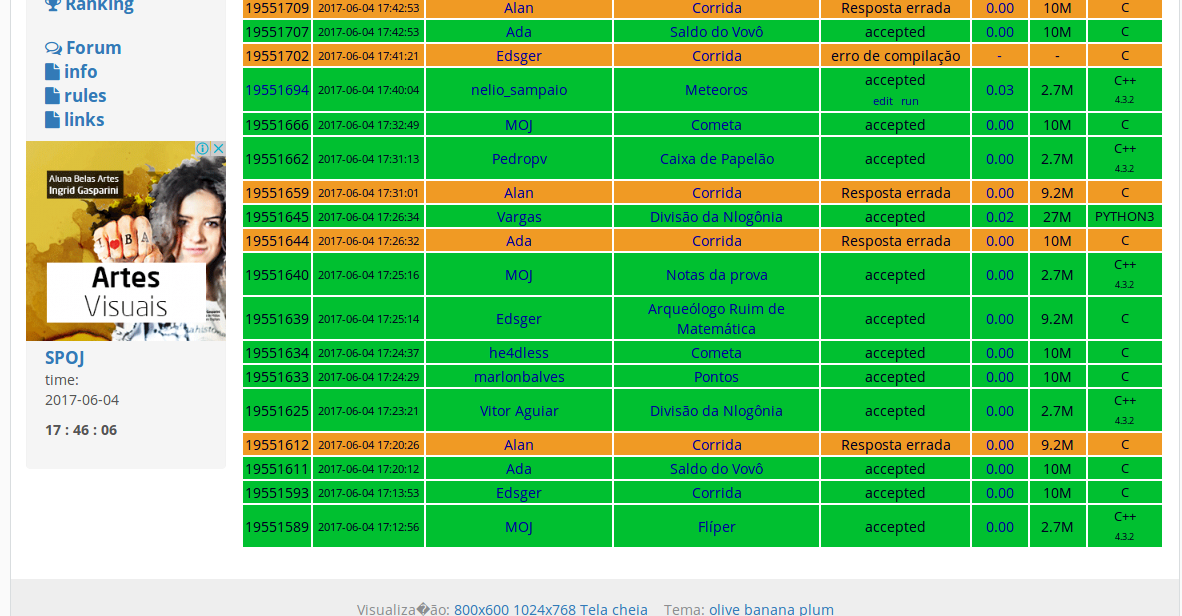 Ranking
Forum
info
rules
links
Aluna Belas Artes
Ingrid Gasparini
I ♥ B A
Artes
Visuais
SPOJ
time:
2017-06-04
17 : 46 : 06
19551709 2017-06-04 17:42:53 Alan Corrida Resposta errada 0.00 10M C
19551707 2017-06-04 17:42:53 Ada Saldo do Vovô accepted 0.00 10M C
19551702 2017-06-04 17:41:21 Edsger Corrida erro de compilação - - C
19551694 2017-06-04 17:40:04 nelio_sampaio Meteoros accepted 0.03 2.7M C++
edit run 4.3.2
19551666 2017-06-04 17:32:49 MOJ Cometa accepted 0.00 10M C
19551662 2017-06-04 17:31:13 Pedropv Caixa de Papelão accepted 0.00 2.7M C++
4.3.2
19551659 2017-06-04 17:31:01 Alan Corrida Resposta errada 0.00 9.2M C
19551645 2017-06-04 17:26:34 Vargas Divisão da Nlogônia accepted 0.02 27M PYTHON3
19551644 2017-06-04 17:26:32 Ada Corrida Resposta errada 0.00 10M C
19551640 2017-06-04 17:25:16 MOJ Notas da prova accepted 0.00 2.7M C++
4.3.2
19551639 2017-06-04 17:25:14 Edsger Arqueólogo Ruim de
Matemática accepted 0.00 9.2M C
19551634 2017-06-04 17:24:37 he4dless Cometa accepted 0.00 10M C
19551633 2017-06-04 17:24:29 marlonbalves Pontos accepted 0.00 10M C
19551625 2017-06-04 17:23:21 Vitor Aguiar Divisão da Nlogônia accepted 0.00 2.7M C++
4.3.2
19551612 2017-06-04 17:20:26 Alan Corrida Resposta errada 0.00 9.2M C
19551611 2017-06-04 17:20:12 Ada Saldo do Vovô accepted 0.00 10M C
19551593 2017-06-04 17:13:53 Edsger Corrida accepted 0.00 10M C
19551589 2017-06-04 17:12:56 MOJ Flíper accepted 0.00 2.7M C++
4.3.2
Visualiza�ão: 800x600 1024x768 Tela cheia Tema: olive banana plum